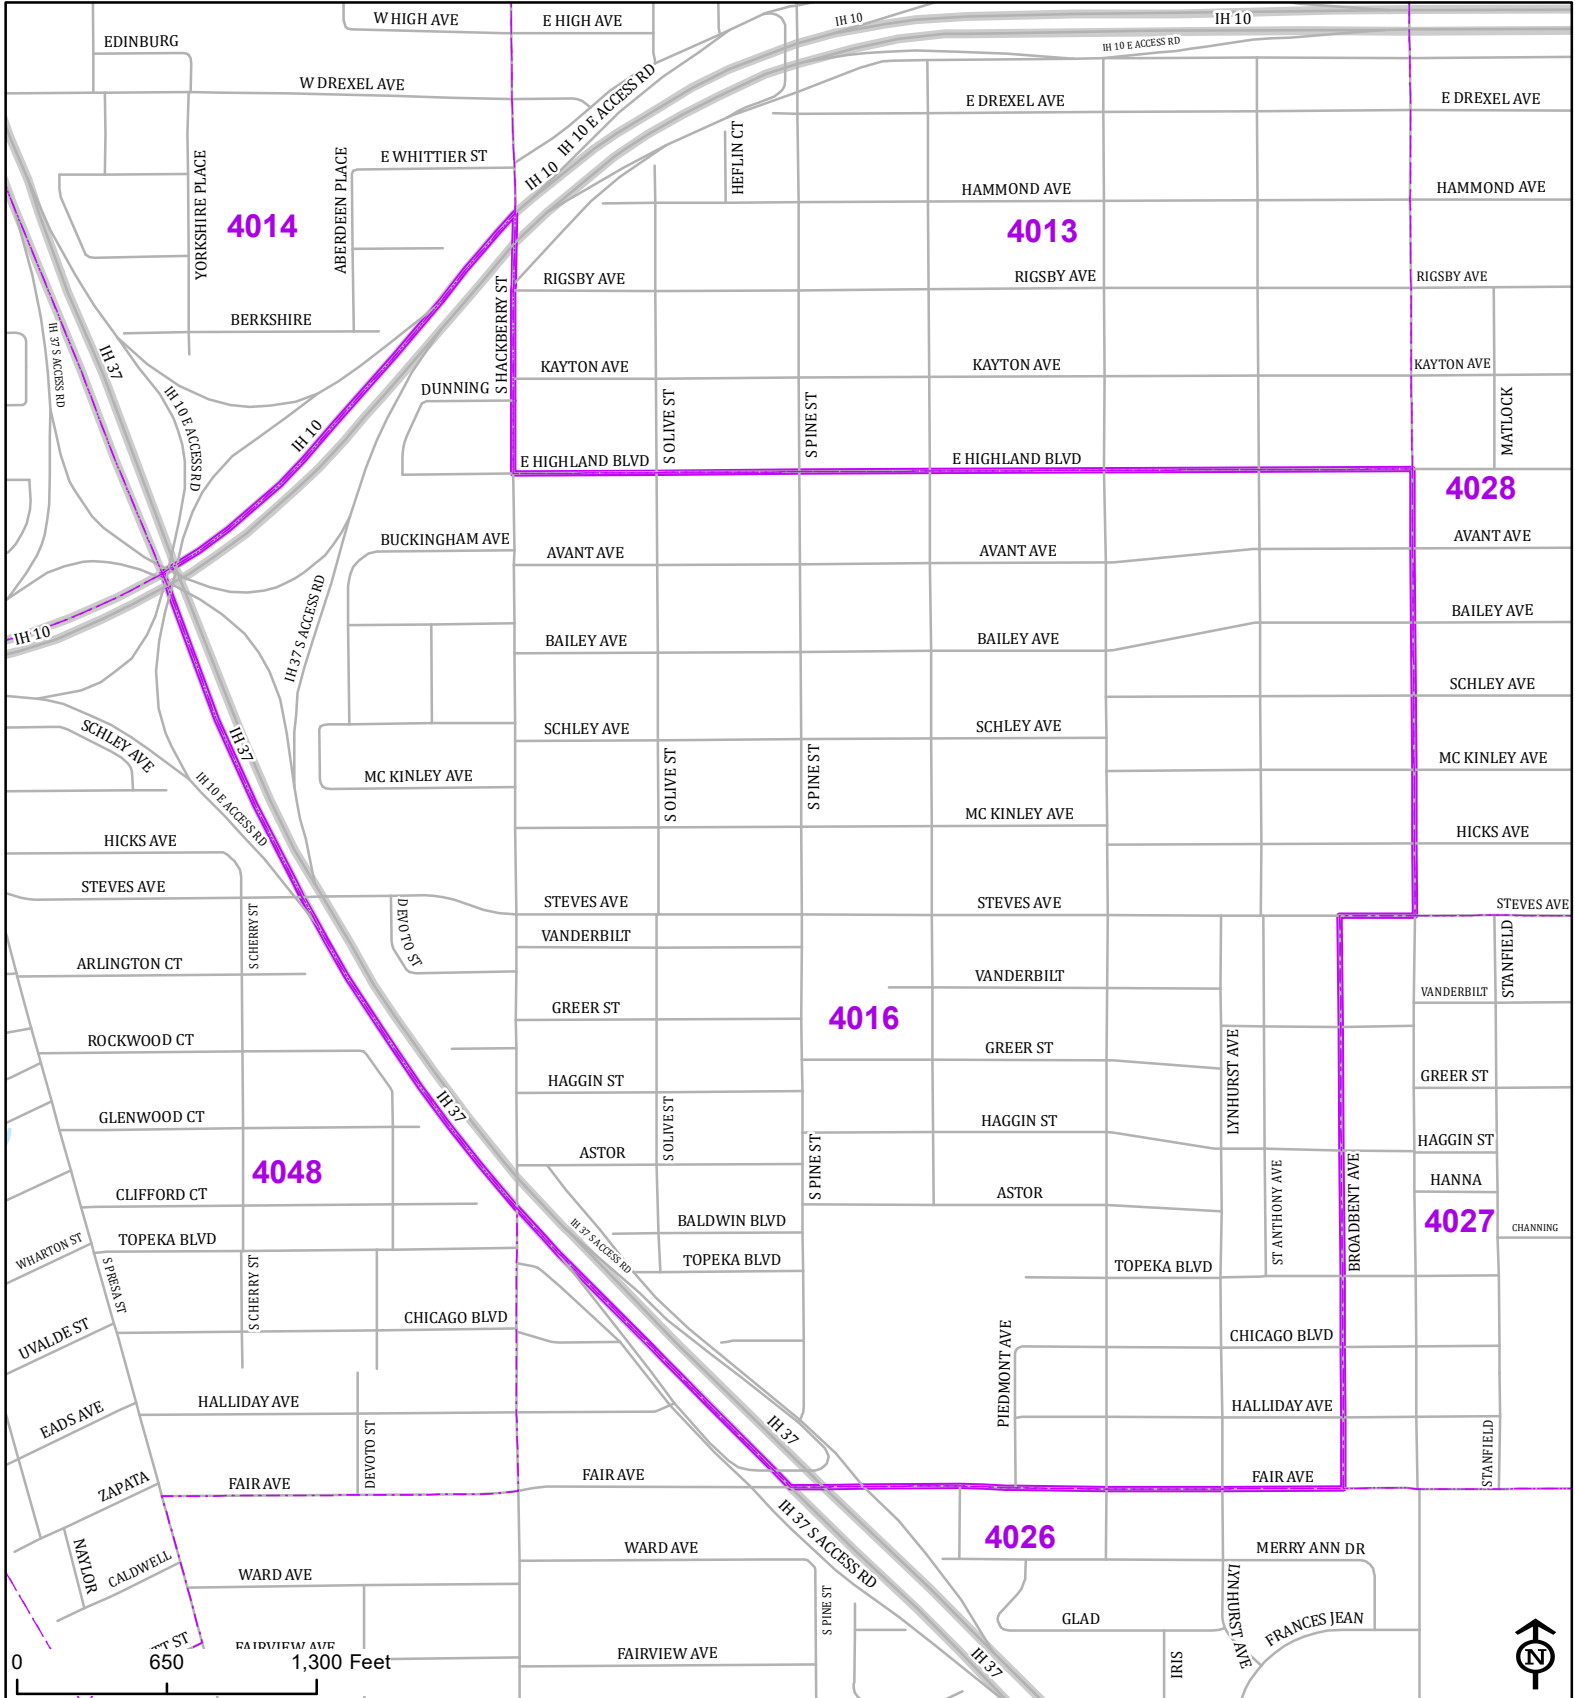 W HIGH AVE
E HIGH AVE
IH 10
IH 10
EDINBURG
IH 10 E ACCESS RD
W DREXEL AVE
IH 10 E ACCESS RD
E DREXEL AVE
E DREXEL AVE
E WHITTIER ST
IH 10
HEFLIN CT
YORKSHIRE PLACE
ABERDEEN PLACE
HAMMOND AVE
HAMMOND AVE
4014
4013
RIGSBY AVE
RIGSBY AVE
RIGSBY AVE
S HACKBERRY ST
BERKSHIRE
IH 37 S ACCESS RD
IH 37
KAYTON AVE
KAYTON AVE
KAYTON AVE
DUNNING
IH 10 E ACCESS RD
IH 10
S OLIVE ST
S PINE ST
MATLOCK
E HIGHLAND BLVD
E HIGHLAND BLVD
4028
BUCKINGHAM AVE
AVANT AVE
AVANT AVE
AVANT AVE
IH 37 S ACCESS RD
IH 10
BAILEY AVE
BAILEY AVE
BAILEY AVE
SCHLEY AVE
SCHLEY AVE
SCHLEY AVE
SCHLEY AVE
IH 37
MC KINLEY AVE
MC KINLEY AVE
MC KINLEY AVE
S OLIVE ST
S PINE ST
IH 10 E ACCESS RD
HICKS AVE
HICKS AVE
STEVES AVE
STEVES AVE
STEVES AVE
STEVES AVE
S CHERRY ST
DEVOTO ST
VANDERBILT
ARLINGTON CT
VANDERBILT
VANDERBILT
STANFIELD
GREER ST
4016
ROCKWOOD CT
GREER ST
LYNHURST AVE
GREER ST
HAGGIN ST
IH 37
GLENWOOD CT
HAGGIN ST
HAGGIN ST
S OLIVE ST
ASTOR
S PINE ST
4048
HANNA
CLIFFORD CT
ASTOR
ST ANTHONY AVE
BROADBENT AVE
BALDWIN BLVD
4027
CHANNING
WHARTON ST
TOPEKA BLVD
IH 37 S ACCESS RD
TOPEKA BLVD
TOPEKA BLVD
S PRESA ST
S CHERRY ST
CHICAGO BLVD
CHICAGO BLVD
UVALDE ST
PIEDMONT AVE
HALLIDAY AVE
HALLIDAY AVE
EADS AVE
IH 37
DEVOTO ST
STANFIELD
FAIR AVE
FAIR AVE
FAIR AVE
ZAPATA
IH 37 S ACCESS RD
4026
WARD AVE
MERRY ANN DR
NAYLOR
CALDWELL
WARD AVE
S PINE ST
GLAD
LYNHURST AVE
FRANCES JEAN
TT ST
FAIRVIEW AVE
FAIRVIEW AVE
IH 37
IRIS
0 650 1,300 Feet
N